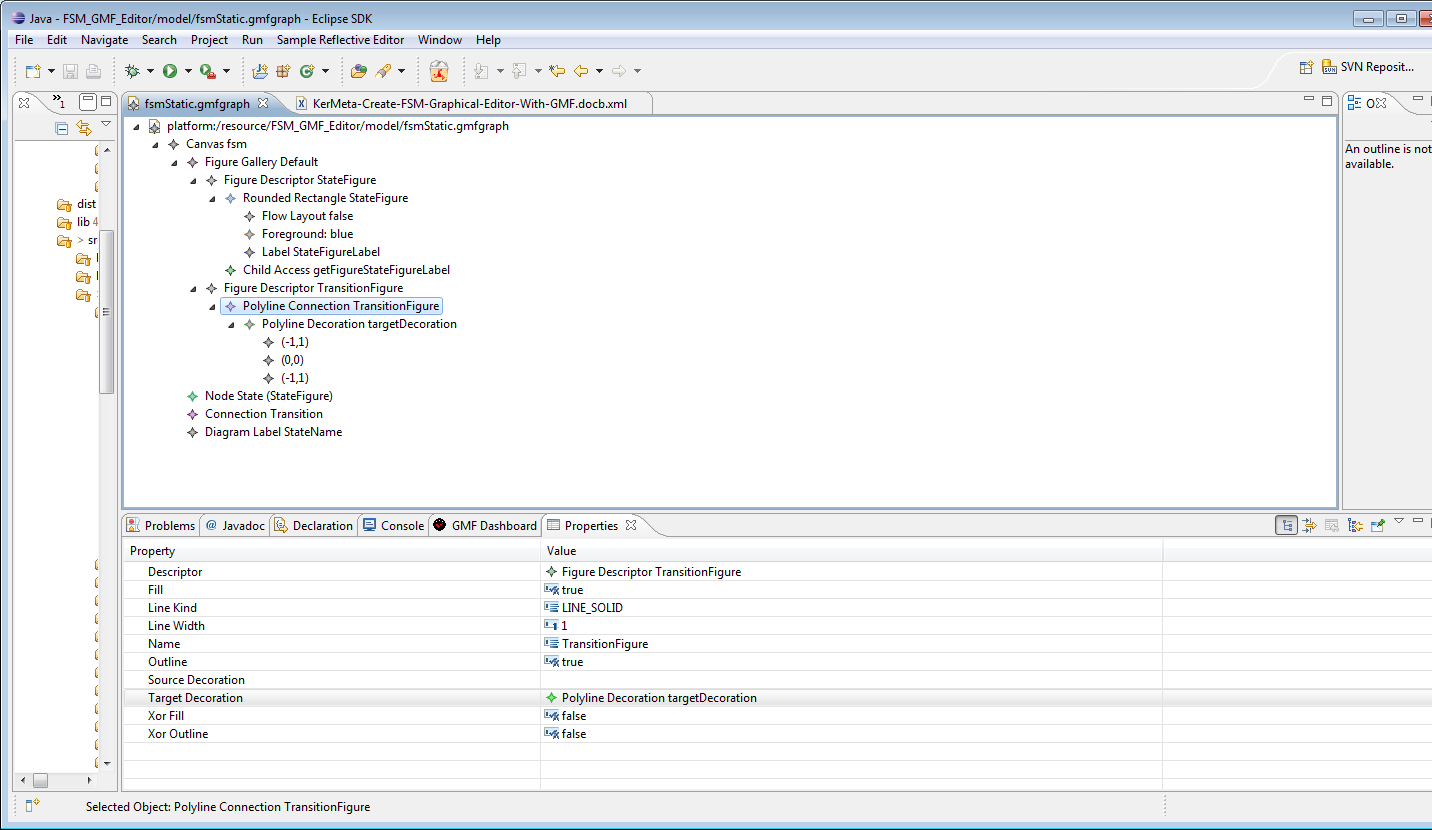 Java - FSM_GMF_Editor/model/fsmStatic.gmfgraph - Eclipse SDK
File Edit Navigate Search Project Run Sample Reflective Editor Window Help
SVN Reposit...
»1
fsmStatic.gmfgraph
KerMeta-Create-FSM-Graphical-Editor-With-GMF.docb.xml
O
platform:/resource/FSM_GMF_Editor/model/fsmStatic.gmfgraph
Canvas fsm
Figure Gallery Default
Figure Descriptor StateFigure
Rounded Rectangle StateFigure
Flow Layout false
Foreground: blue
Label StateFigureLabel
Child Access getFigureStateFigureLabel
Figure Descriptor TransitionFigure
Polyline Connection TransitionFigure
Polyline Decoration targetDecoration
(-1,1)
(0,0)
(-1,1)
Node State (StateFigure)
Connection Transition
Diagram Label StateName
dist
lib 4
> sr
An outline is not
available.
Problems @ Javadoc Declaration Console GMF Dashboard Properties
Property Value
Descriptor Figure Descriptor TransitionFigure
Fill true
Line Kind LINE_SOLID
Line Width 1
Name TransitionFigure
Outline true
Source Decoration
Target Decoration Polyline Decoration targetDecoration
Xor Fill false
Xor Outline false
Selected Object: Polyline Connection TransitionFigure